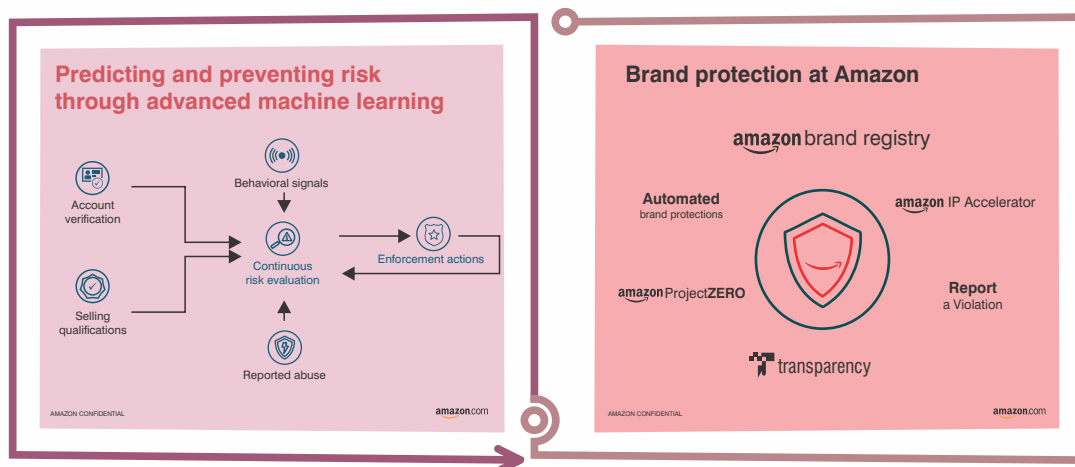 Predicting and preventing risk
through advanced machine learning
Behavioral signals
Account
verification
Continuous
risk evaluation
Enforcement actions
Selling
qualifications
Reported abuse
AMAZON CONFIDENTIAL
amazon.com
Brand protection at Amazon
amazon brand registry
Automated
brand protections
amazon IP Accelerator
amazon ProjectZERO
Report
a Violation
transparency
AMAZON CONFIDENTIAL
amazon.com